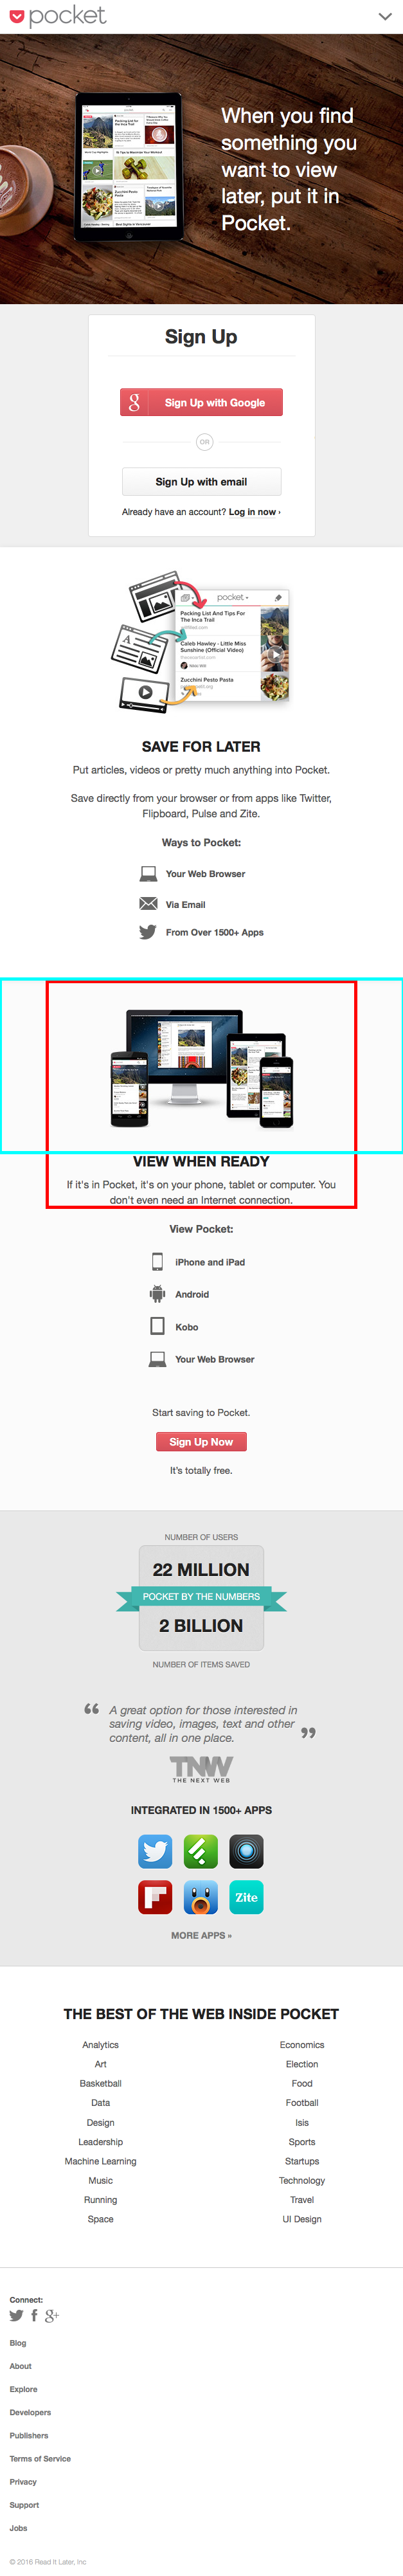 pocket
When you find
something you
want to view
later, put it in
Pocket.
Sign Up
Sign Up with Google
OR
Sign Up with email
Already have an account? Log in now ›
pocket
Packing List And Tips For
The Inca Trail
Caleb Hawley - Little Miss
Sunshine (Official Video)
Zucchini Pesto Pasta
SAVE FOR LATER
Put articles, videos or pretty much anything into Pocket.
Save directly from your browser or from apps like Twitter,
Flipboard, Pulse and Zite.
Ways to Pocket:
Your Web Browser
Via Email
From Over 1500+ Apps
VIEW WHEN READY
If it's in Pocket, it's on your phone, tablet or computer. You
don't even need an Internet connection.
View Pocket:
iPhone and iPad
Android
Kobo
Your Web Browser
Start saving to Pocket.
Sign Up Now
It's totally free.
NUMBER OF USERS
22 MILLION
POCKET BY THE NUMBERS
2 BILLION
NUMBER OF ITEMS SAVED
“ A great option for those interested in
saving video, images, text and other
content, all in one place. ”
TNW
THE NEXT WEB
INTEGRATED IN 1500+ APPS
Zite
MORE APPS »
THE BEST OF THE WEB INSIDE POCKET
Analytics
Art
Basketball
Data
Design
Leadership
Machine Learning
Music
Running
Space
Economics
Election
Food
Football
Isis
Sports
Startups
Technology
Travel
UI Design
Connect:
Blog
About
Explore
Developers
Publishers
Terms of Service
Privacy
Support
Jobs
© 2016 Read It Later, Inc